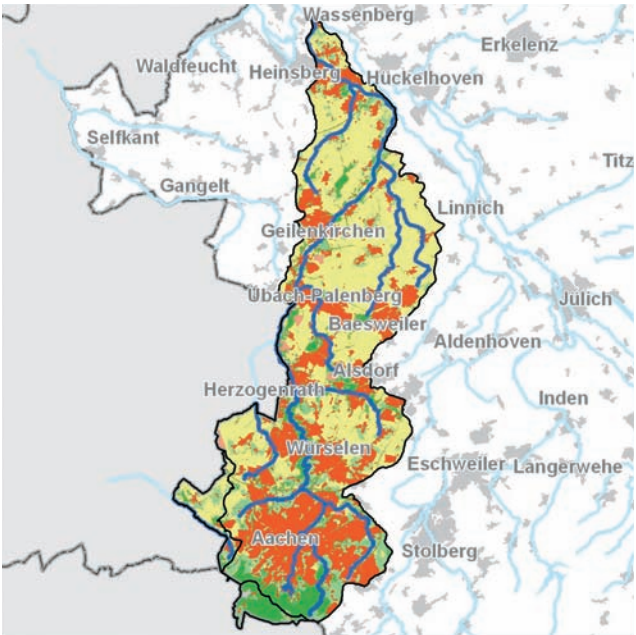 Wassenberg
Erkelenz
Waldfeucht
Heinsberg
Hückelhoven
Selfkant
Titz
Gangelt
Linnich
Geilenkirchen
Übach-Palenberg
Jülich
Baesweiler
Aldenhoven
Alsdorf
Herzogenrath
Inden
Würselen
Eschweiler
Langerwehe
Aachen
Stolberg